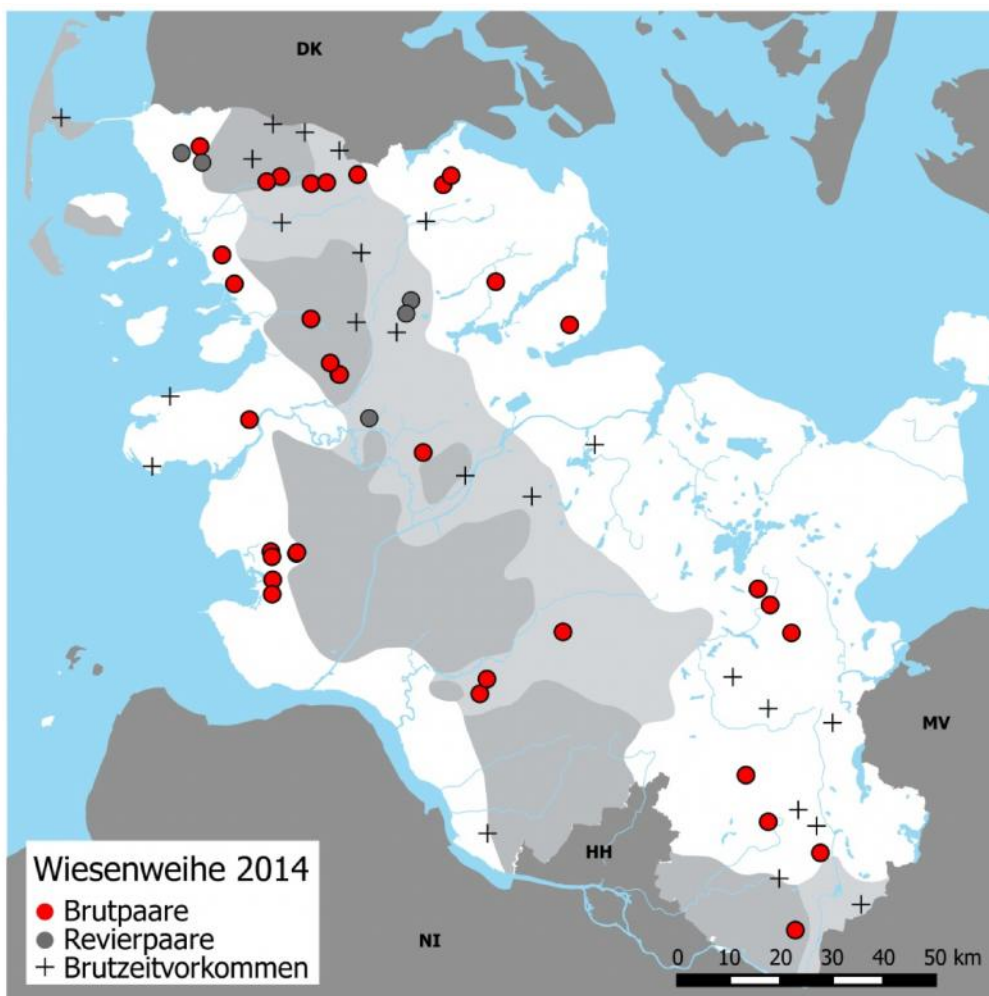 DK
MV
HH
NI
Wiesenweihe 2014
Brutpaare
Revierpaare
Brutzeitvorkommen
0 10 20 30 40 50 km